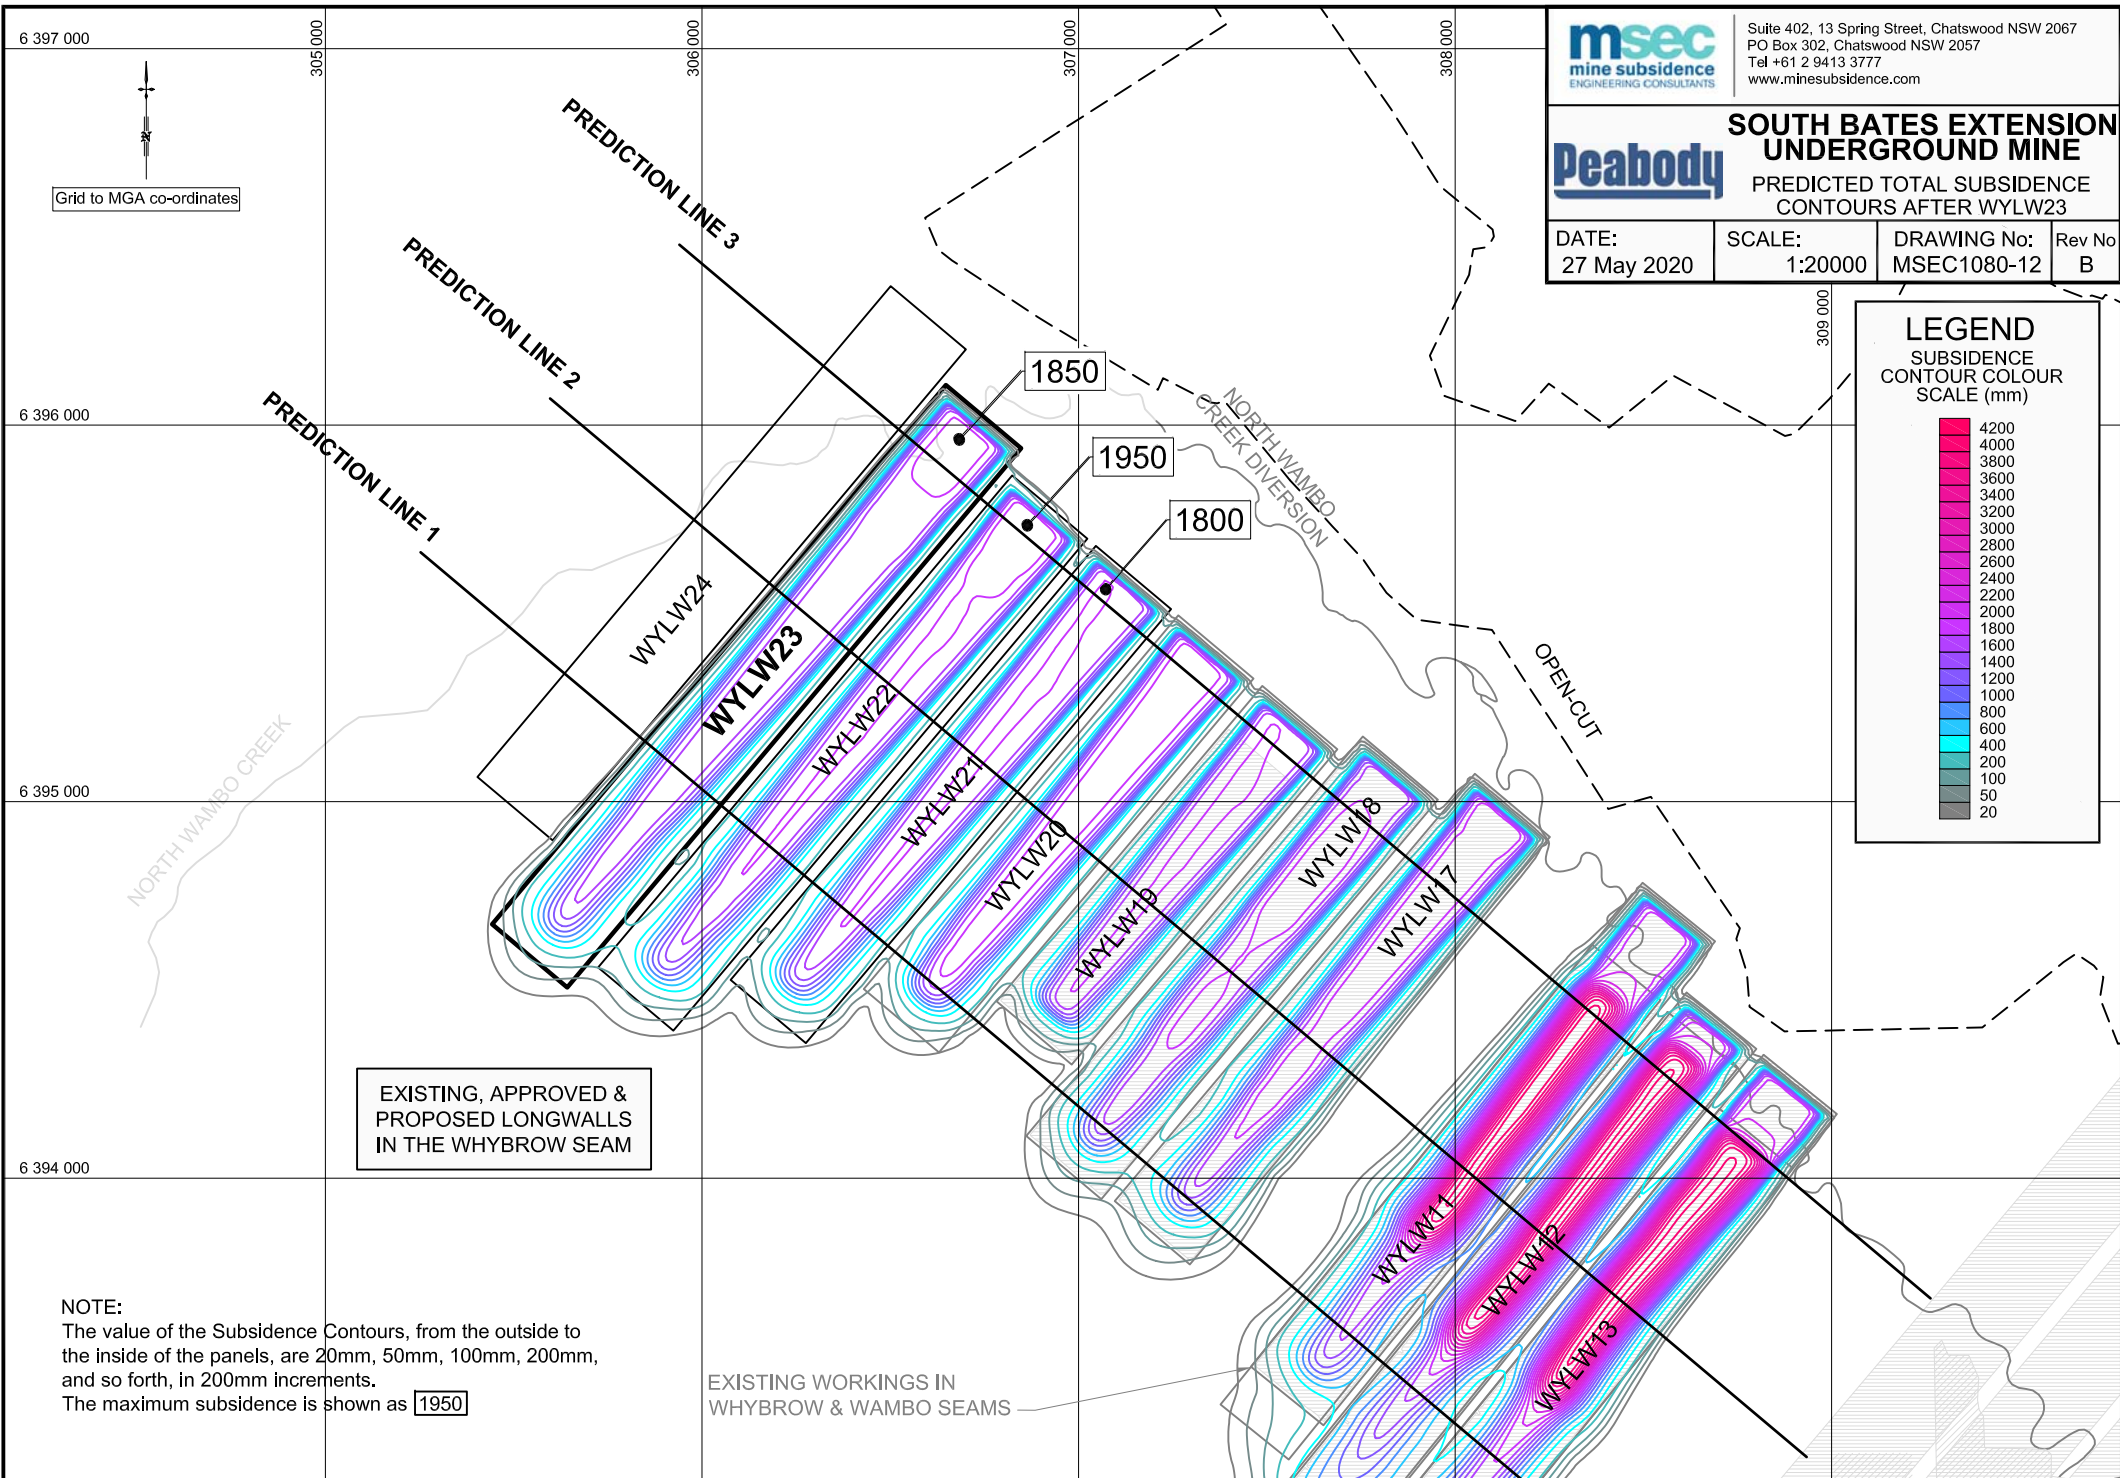 6 397 000
305 000
306 000
307 000
308 000
309 000
N
Grid to MGA co-ordinates
msec
mine subsidence
ENGINEERING CONSULTANTS
Suite 402, 13 Spring Street, Chatswood NSW 2067
PO Box 302, Chatswood NSW 2057
Tel +61 2 9413 3777
www.minesubsidence.com
Peabody
SOUTH BATES EXTENSION
UNDERGROUND MINE
PREDICTED TOTAL SUBSIDENCE
CONTOURS AFTER WYLW23
DATE:
27 May 2020
SCALE:
1:20000
DRAWING No:
MSEC1080-12
Rev No
B
LEGEND
SUBSIDENCE
CONTOUR COLOUR
SCALE (mm)
4200
4000
3800
3600
3400
3200
3000
2800
2600
2400
2200
2000
1800
1600
1400
1200
1000
800
600
400
200
100
50
20
PREDICTION LINE 3
PREDICTION LINE 2
PREDICTION LINE 1
1850
1950
1800
6 396 000
NORTH WAMBO
CREEK DIVERSION
OPEN-CUT
WYLW24
WYLW23
WYLW22
WYLW21
WYLW20
WYLW19
WYLW18
WYLW17
WYLW11
WYLW12
WYLW13
NORTH WAMBO CREEK
6 395 000
EXISTING, APPROVED &
PROPOSED LONGWALLS
IN THE WHYBROW SEAM
6 394 000
NOTE:
The value of the Subsidence Contours, from the outside to
the inside of the panels, are 20mm, 50mm, 100mm, 200mm,
and so forth, in 200mm increments.
The maximum subsidence is shown as 1950
EXISTING WORKINGS IN
WHYBROW & WAMBO SEAMS